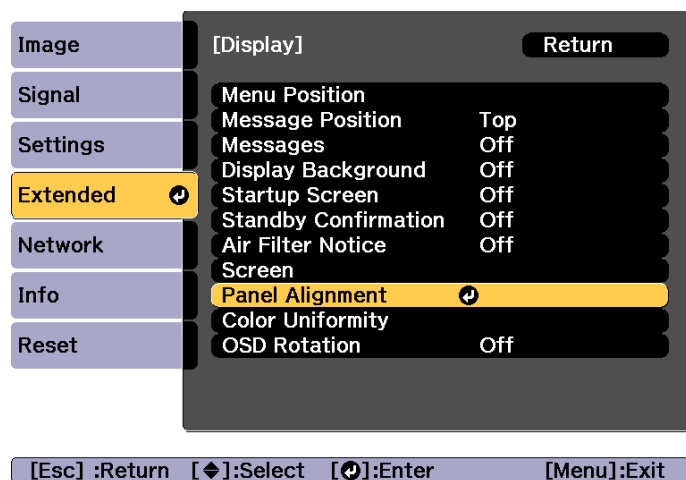 Image
Signal
Settings
Extended
Network
Info
Reset
[Display] Return
Menu Position
Message Position Top
Messages Off
Display Background Off
Startup Screen Off
Standby Confirmation Off
Air Filter Notice Off
Screen
Panel Alignment
Color Uniformity
OSD Rotation Off
[Esc] :Return [◆]:Select [↲]:Enter [Menu]:Exit